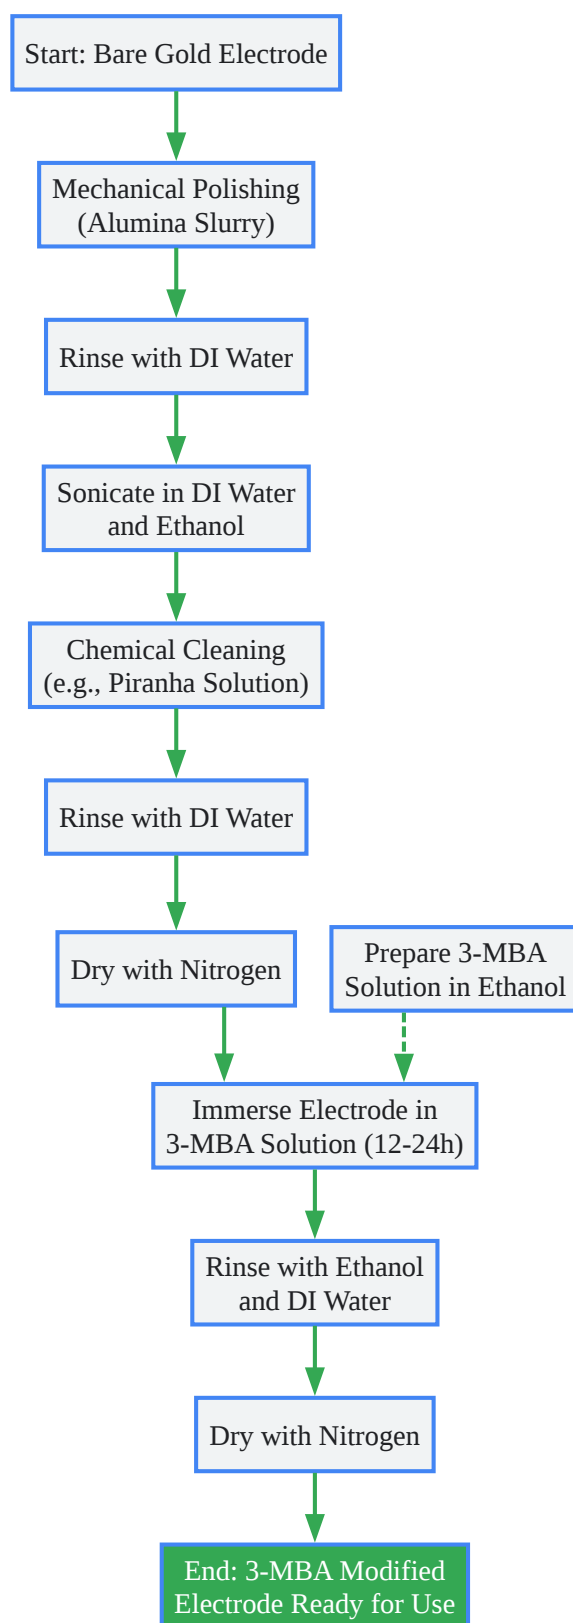 Start: Bare Gold Electrode
Mechanical Polishing
(Alumina Slurry)
Rinse with DI Water
Sonicate in DI Water
and Ethanol
Chemical Cleaning
(e.g., Piranha Solution)
Rinse with DI Water
Dry with Nitrogen
Prepare 3-MBA
Solution in Ethanol
Immerse Electrode in
3-MBA Solution (12-24h)
Rinse with Ethanol
and DI Water
Dry with Nitrogen
End: 3-MBA Modified
Electrode Ready for Use